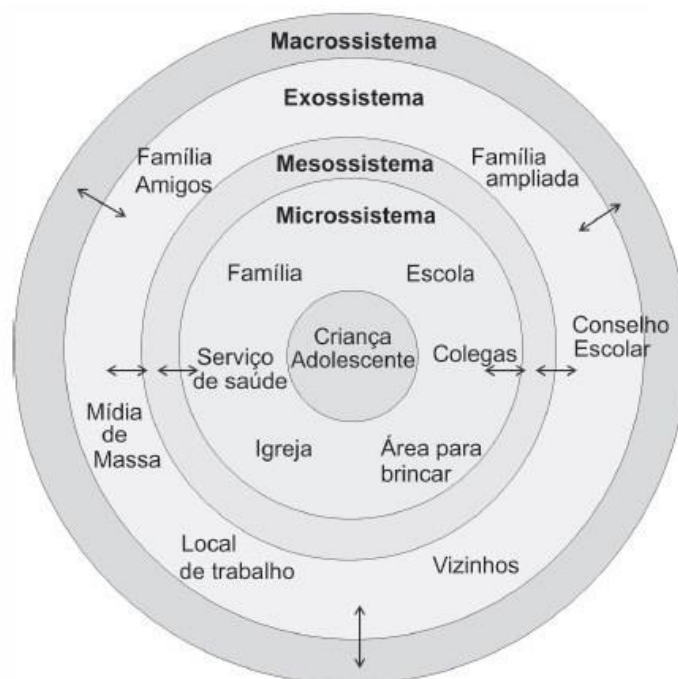 Macrossistema
Exossistema
Família
Amigos
Mesossistema
Família
ampliada
Microssistema
Família
Escola
Criança
Adolescente
Serviço
de saúde
Colegas
Conselho
Escolar
Mídia
de
Massa
Igreja
Área para
brincar
Local
de trabalho
Vizinhos